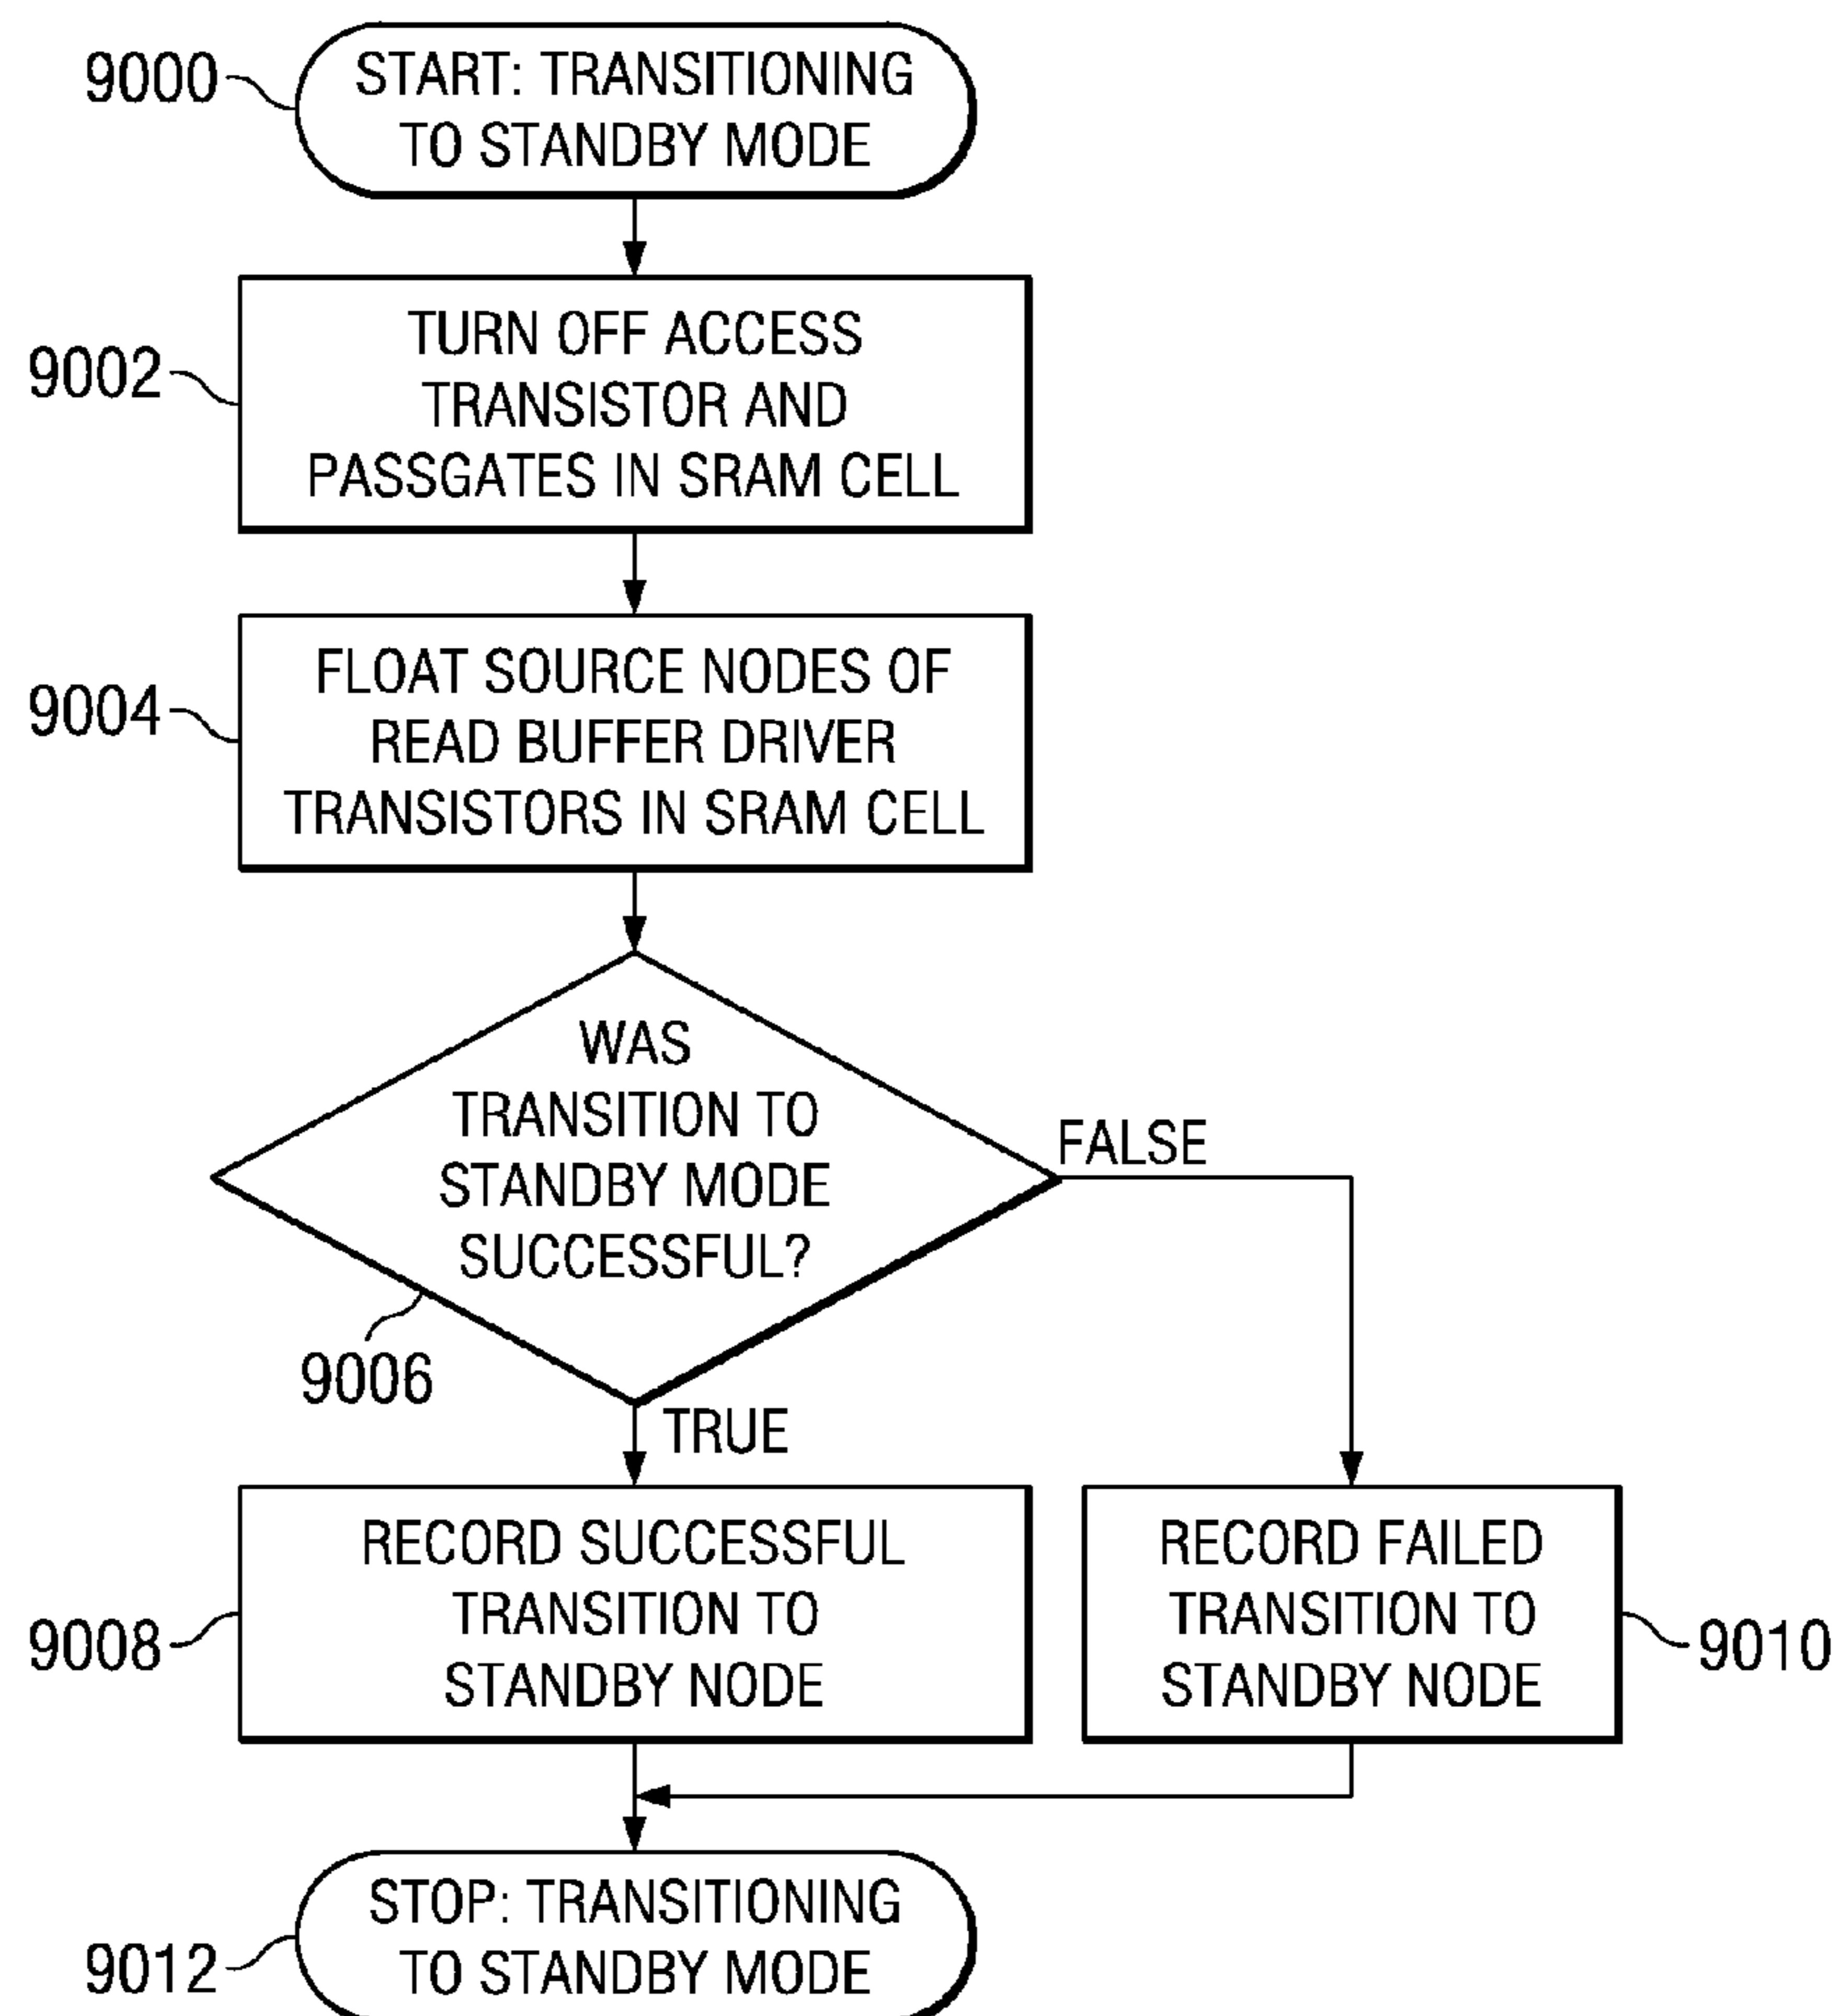 9000
START: TRANSITIONING
TO STANDBY MODE
9002
TURN OFF ACCESS
TRANSISTOR AND
PASSGATES IN SRAM CELL
9004
FLOAT SOURCE NODES OF
READ BUFFER DRIVER
TRANSISTORS IN SRAM CELL
WAS
TRANSITION TO
STANDBY MODE
SUCCESSFUL?
9006
FALSE
TRUE
9008
RECORD SUCCESSFUL
TRANSITION TO
STANDBY NODE
RECORD FAILED
TRANSITION TO
STANDBY NODE
9010
STOP: TRANSITIONING
TO STANDBY MODE
9012